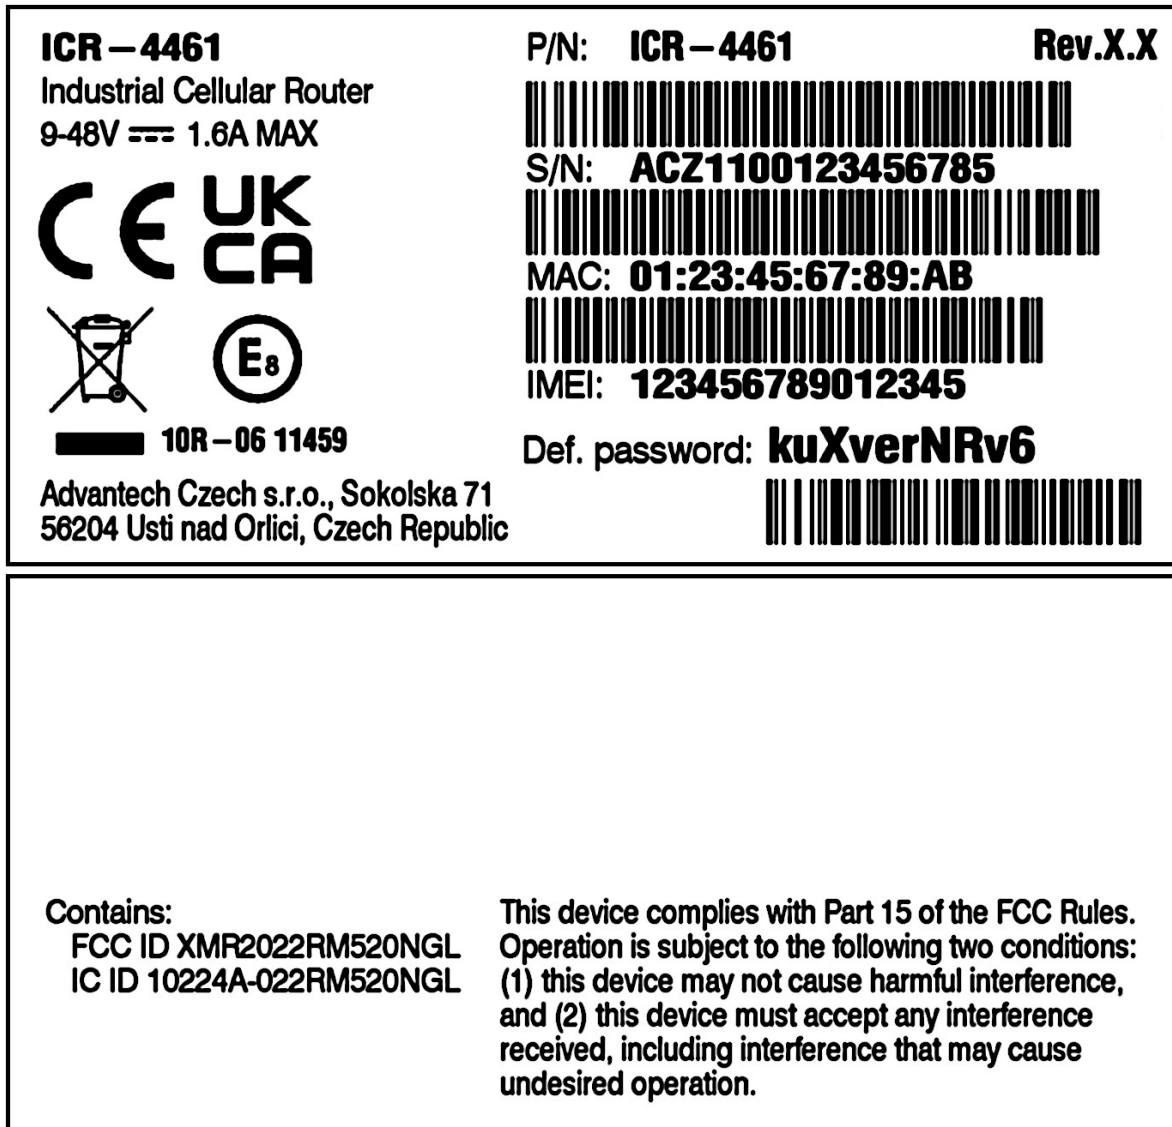 ICR-4461
Industrial Cellular Router
9-48V 1.6A MAX
CE UK
CA
E8
10R-06 11459
Advantech Czech s.r.o., Sokolska 71
56204 Usti nad Orlici, Czech Republic
P/N: ICR-4461 Rev.X.X
S/N: ACZ1100123456785
MAC: 01:23:45:67:89:AB
IMEI: 123456789012345
Def. password: kuXverNRv6
Contains:
FCC ID XMR2022RM520NGL
IC ID 10224A-022RM520NGL
This device complies with Part 15 of the FCC Rules.
Operation is subject to the following two conditions:
(1) this device may not cause harmful interference,
and (2) this device must accept any interference
received, including interference that may cause
undesired operation.